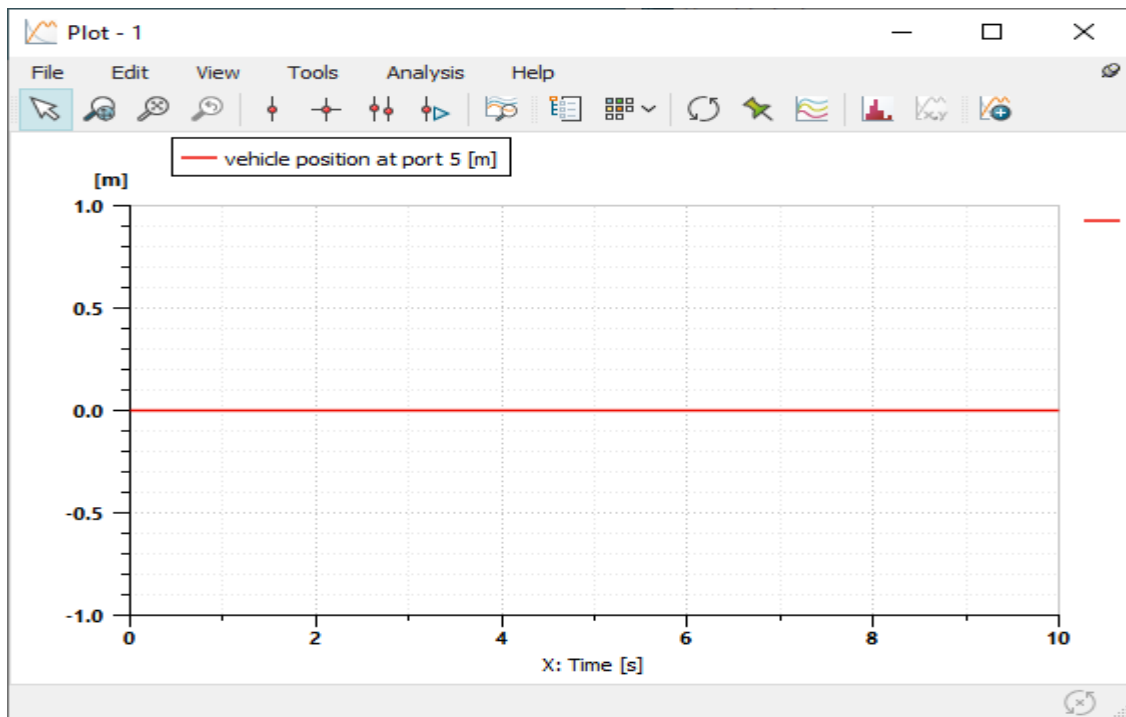 Plot - 1
File Edit View Tools Analysis Help
vehicle position at port 5 [m]
[m]
1.0
0.5
0.0
-0.5
-1.0
0 2 4 6 8 10
X: Time [s]